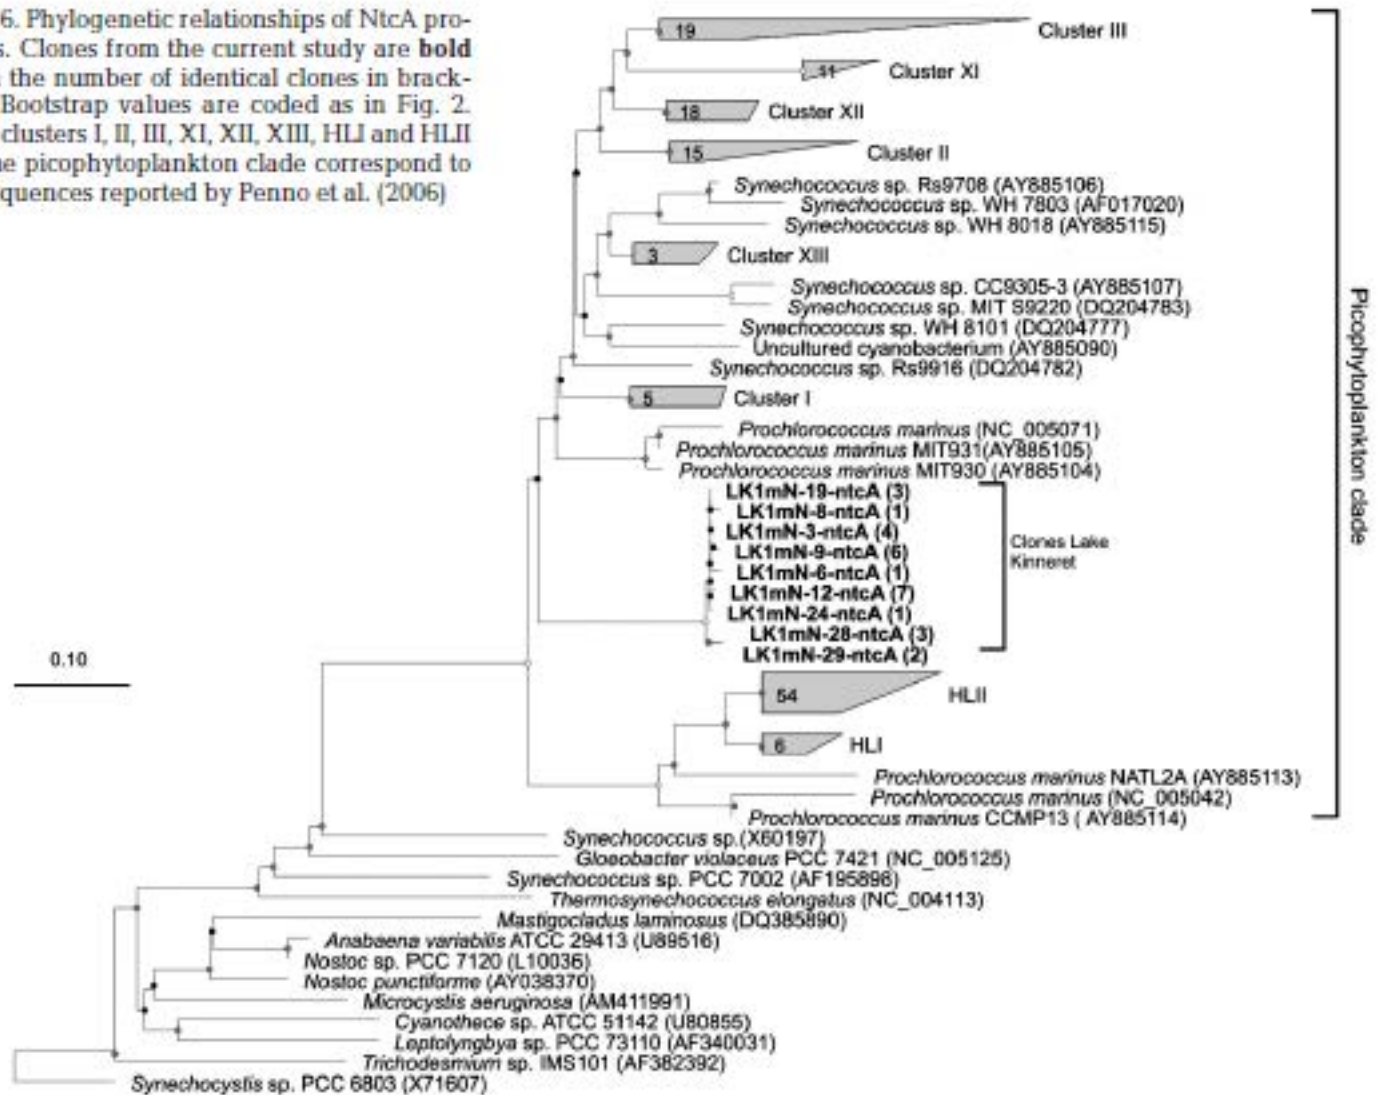 6. Phylogenetic relationships of NtcA pro-
s. Clones from the current study are bold
the number of identical clones in brack-
Bootstrap values are coded as in Fig. 2.
clusters I, II, III, XI, XII, XIII, HLI and HLII
ne picophytoplankton clade correspond to
quences reported by Penno et al. (2006)
19 Cluster III
11 Cluster XI
18 Cluster XII
15 Cluster II
Synechococcus sp. Rs9708 (AY885106)
Synechococcus sp. WH 7803 (AF017020)
Synechococcus sp. WH 8018 (AY885115)
3 Cluster XIII
Synechococcus sp. CC9305-3 (AY885107)
Synechococcus sp. MIT S9220 (DQ204783)
Synechococcus sp. WH 8101 (DQ204777)
Uncultured cyanobacterium (AY885090)
Synechococcus sp. Rs9916 (DQ204782)
5 Cluster I
Prochlorococcus marinus (NC_005071)
Prochlorococcus marinus MIT931(AY885105)
Prochlorococcus marinus MIT930 (AY885104)
LK1mN-19-ntcA (3)
LK1mN-8-ntcA (1)
LK1mN-3-ntcA (4)
LK1mN-9-ntcA (6)
LK1mN-6-ntcA (1)
LK1mN-12-ntcA (7)
LK1mN-24-ntcA (1)
LK1mN-28-ntcA (3)
LK1mN-29-ntcA (2)
Clones Lake
Kinneret
Picophytoplankton clade
0.10
54 HLII
6 HLI
Prochlorococcus marinus NATL2A (AY885113)
Prochlorococcus marinus (NC_005042)
Prochlorococcus marinus CCMP13 ( AY885114)
Synechococcus sp.(X60197)
Gloeobacter violaceus PCC 7421 (NC_005125)
Synechococcus sp. PCC 7002 (AF195898)
Thermosynechococcus elongatus (NC_004113)
Mastigocladus laminosus (DQ385890)
Anabaena variabilis ATCC 29413 (U89516)
Nostoc sp. PCC 7120 (L10036)
Nostoc punctiforme (AY038370)
Microcystis aeruginosa (AM411991)
Cyanothece sp. ATCC 51142 (U80855)
Leptolyngbya sp. PCC 73110 (AF340031)
Trichodesmium sp. IMS101 (AF382392)
Synechocystis sp. PCC 6803 (X71607)